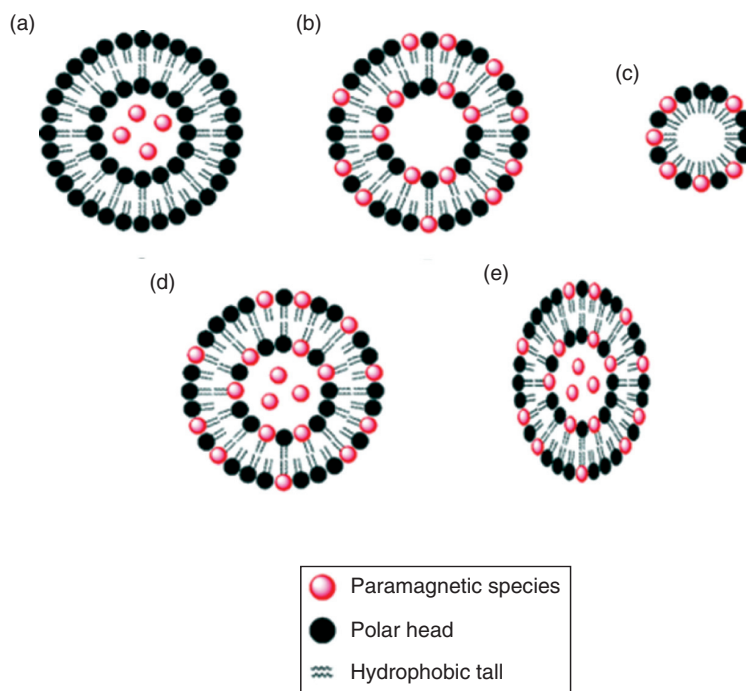 (a)
(b)
(c)
(d)
(e)
Paramagnetic species
Polar head
Hydrophobic tall